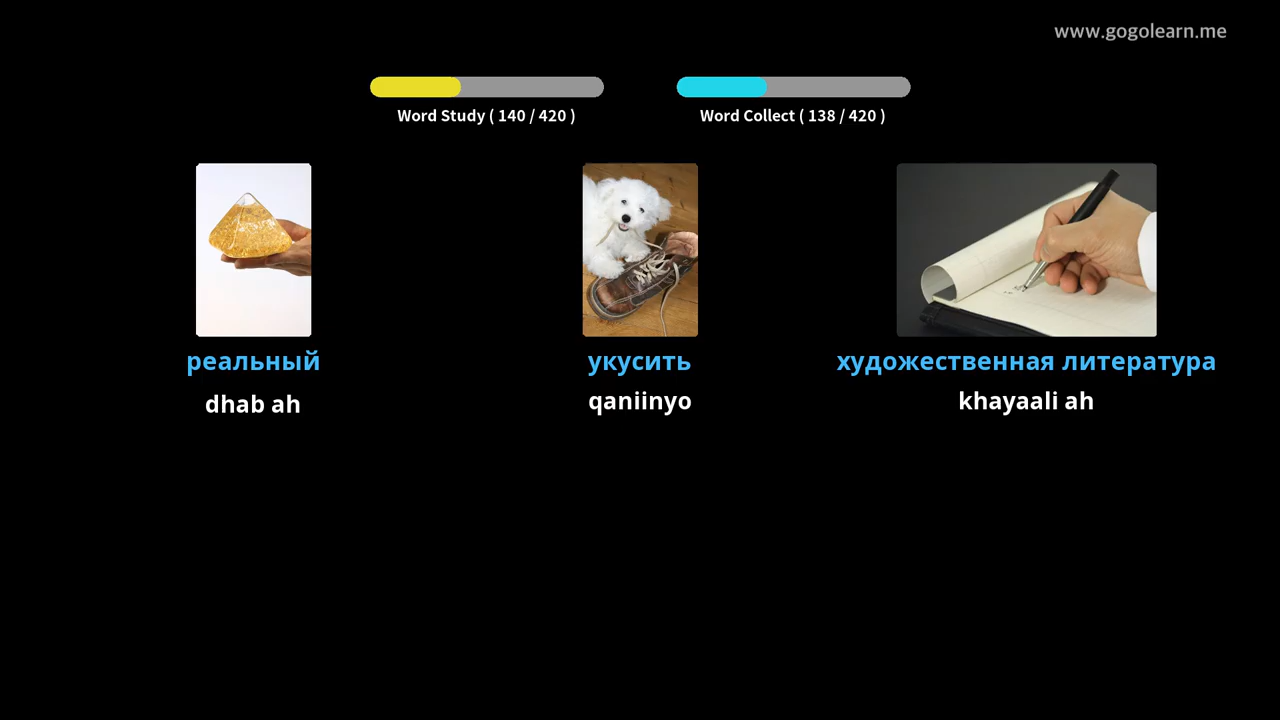 www.gogolearn.me
Word Study ( 140 / 420 )
Word Collect ( 138 / 420 )
реальный
укусить
художественная литература
dhab ah
qaniinyo
khayaali ah